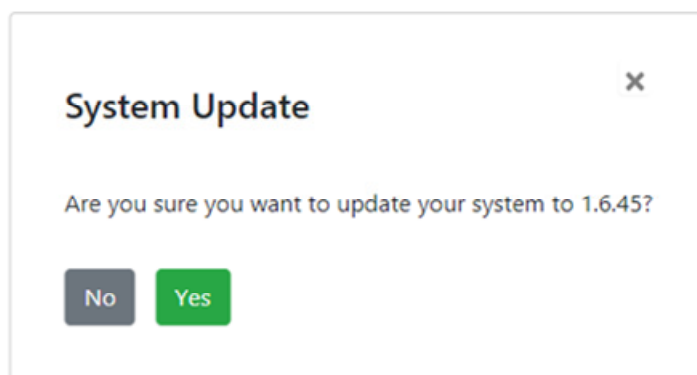 System Update
Are you sure you want to update your system to 1.6.45?
No
Yes